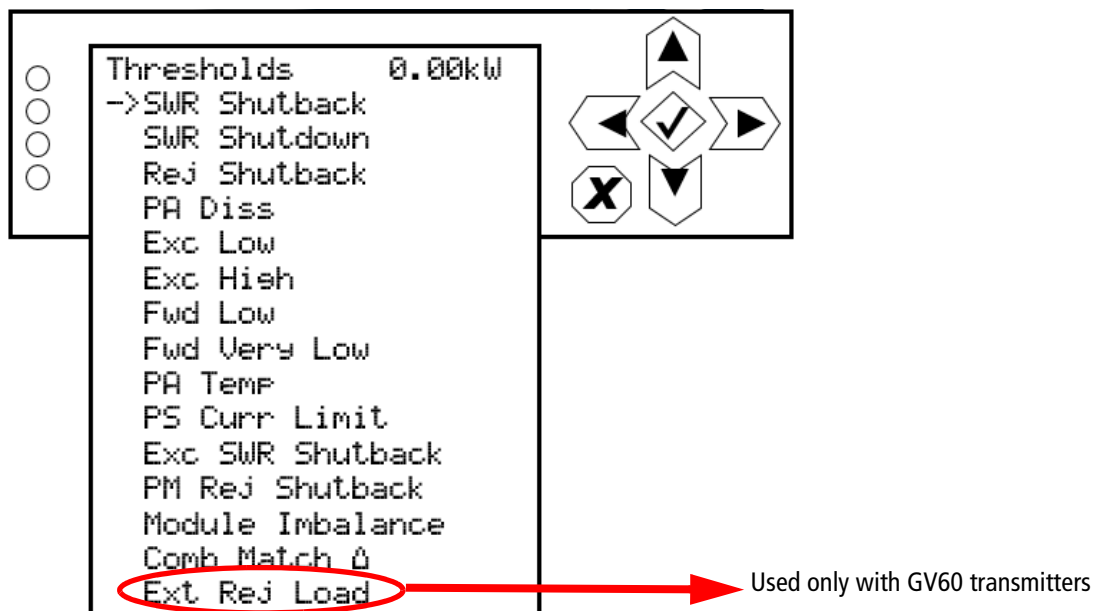 Thresholds 0.00kW
->SWR Shutback
SWR Shutdown
Rej Shutback
PA Diss
Exc Low
Exc High
Fwd Low
Fwd Very Low
PA Temp
PS Curr Limit
Exc SWR Shutback
PM Rej Shutback
Module Imbalance
Comb Match Δ
Ext Rej Load
Used only with GV60 transmitters
X